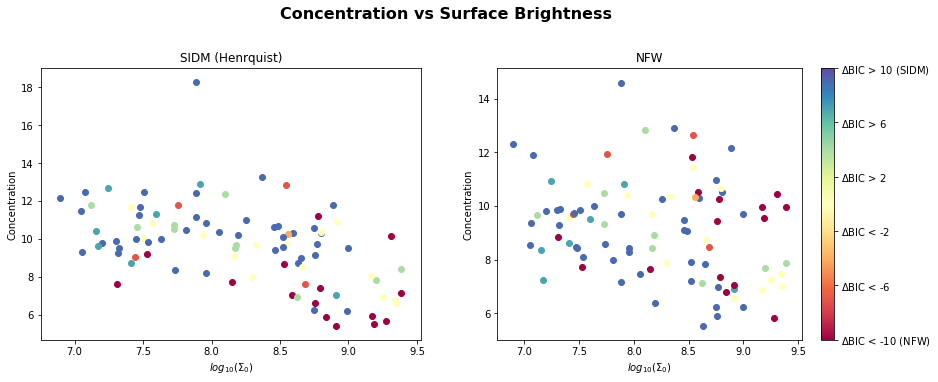 Concentration vs Surface Brightness
SIDM (Henrquist)
NFW
18
16
14
12
10
8
6
Concentration
7.0 7.5 8.0 8.5 9.0 9.5
log10(Σ0)
14
12
10
8
6
Concentration
7.0 7.5 8.0 8.5 9.0 9.5
log10(Σ0)
ΔBIC > 10 (SIDM)
ΔBIC > 6
ΔBIC > 2
ΔBIC < -2
ΔBIC < -6
ΔBIC < -10 (NFW)